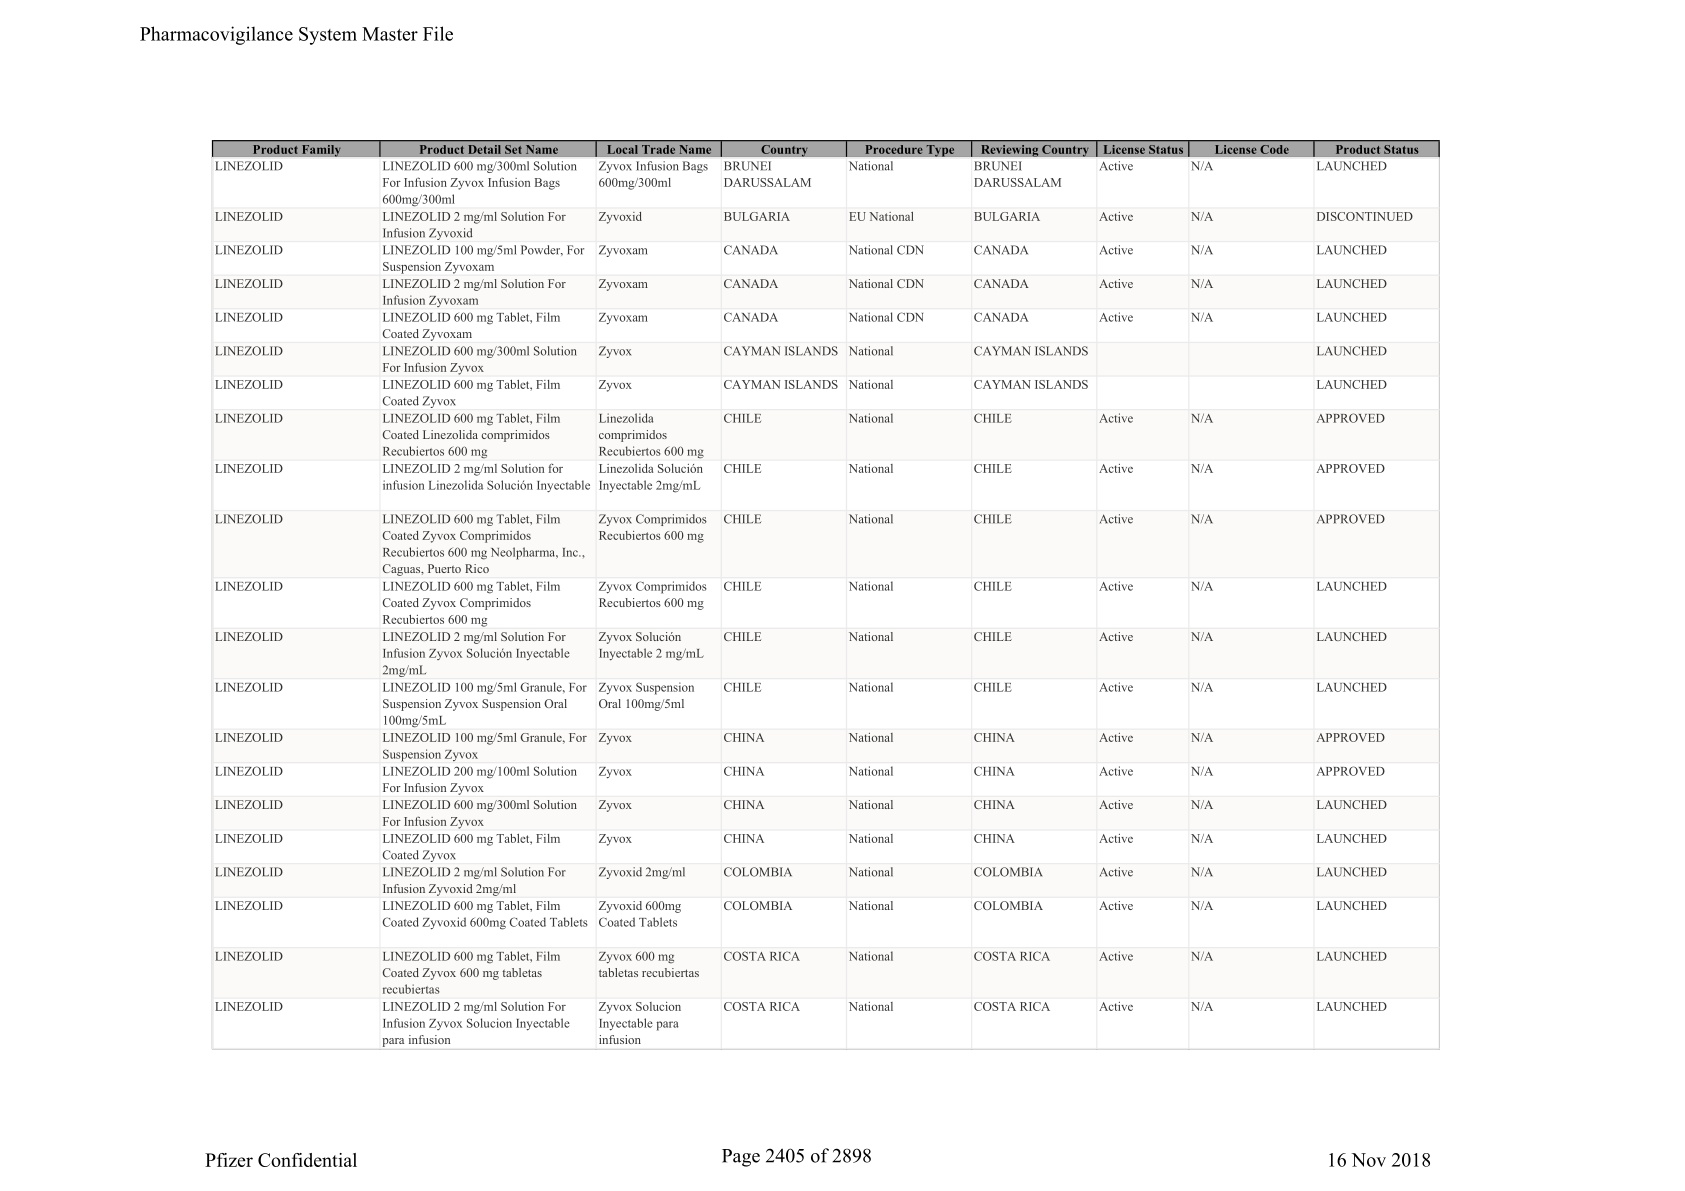 Pharmacovigilance System Master File
Product Family Product Detail Set Name Local Trade Name Country Procedure Type Reviewing Country License Status License Code Product Status
LINEZOLID LINEZOLID 600 mg/300ml Solution Zyvox Infusion Bags BRUNEI National BRUNEI Active N/A LAUNCHED
For Infusion Zyvox Infusion Bags 600mg/300ml DARUSSALAM DARUSSALAM
600mg/300ml
LINEZOLID LINEZOLID 2 mg/ml Solution For Zyvoxid BULGARIA EU National BULGARIA Active N/A DISCONTINUED
Infusion Zyvoxid
LINEZOLID LINEZOLID 100 mg/5ml Powder, For Zyvoxam CANADA National CDN CANADA Active N/A LAUNCHED
Suspension Zyvoxam
LINEZOLID LINEZOLID 2 mg/ml Solution For Zyvoxam CANADA National CDN CANADA Active N/A LAUNCHED
Infusion Zyvoxam
LINEZOLID LINEZOLID 600 mg Tablet, Film Zyvoxam CANADA National CDN CANADA Active N/A LAUNCHED
Coated Zyvoxam
LINEZOLID LINEZOLID 600 mg/300ml Solution Zyvox CAYMAN ISLANDS National CAYMAN ISLANDS LAUNCHED
For Infusion Zyvox
LINEZOLID LINEZOLID 600 mg Tablet, Film Zyvox CAYMAN ISLANDS National CAYMAN ISLANDS LAUNCHED
Coated Zyvox
LINEZOLID LINEZOLID 600 mg Tablet, Film Linezolida CHILE National CHILE Active N/A APPROVED
Coated Linezolida comprimidos comprimidos
Recubiertos 600 mg Recubiertos 600 mg
LINEZOLID LINEZOLID 2 mg/ml Solution for Linezolida Solución CHILE National CHILE Active N/A APPROVED
infusion Linezolida Solución Inyectable Inyectable 2mg/mL
LINEZOLID LINEZOLID 600 mg Tablet, Film Zyvox Comprimidos CHILE National CHILE Active N/A APPROVED
Coated Zyvox Comprimidos Recubiertos 600 mg
Recubiertos 600 mg Neolpharma, Inc.,
Caguas, Puerto Rico
LINEZOLID LINEZOLID 600 mg Tablet, Film Zyvox Comprimidos CHILE National CHILE Active N/A LAUNCHED
Coated Zyvox Comprimidos Recubiertos 600 mg
Recubiertos 600 mg
LINEZOLID LINEZOLID 2 mg/ml Solution For Zyvox Solución CHILE National CHILE Active N/A LAUNCHED
Infusion Zyvox Solución Inyectable Inyectable 2 mg/mL
2mg/mL
LINEZOLID LINEZOLID 100 mg/5ml Granule, For Zyvox Suspension CHILE National CHILE Active N/A LAUNCHED
Suspension Zyvox Suspension Oral Oral 100mg/5ml
100mg/5mL
LINEZOLID LINEZOLID 100 mg/5ml Granule, For Zyvox CHINA National CHINA Active N/A APPROVED
Suspension Zyvox
LINEZOLID LINEZOLID 200 mg/100ml Solution Zyvox CHINA National CHINA Active N/A APPROVED
For Infusion Zyvox
LINEZOLID LINEZOLID 600 mg/300ml Solution Zyvox CHINA National CHINA Active N/A LAUNCHED
For Infusion Zyvox
LINEZOLID LINEZOLID 600 mg Tablet, Film Zyvox CHINA National CHINA Active N/A LAUNCHED
Coated Zyvox
LINEZOLID LINEZOLID 2 mg/ml Solution For Zyvoxid 2mg/ml COLOMBIA National COLOMBIA Active N/A LAUNCHED
Infusion Zyvoxid 2mg/ml
LINEZOLID LINEZOLID 600 mg Tablet, Film Zyvoxid 600mg COLOMBIA National COLOMBIA Active N/A LAUNCHED
Coated Zyvoxid 600mg Coated Tablets Coated Tablets
LINEZOLID LINEZOLID 600 mg Tablet, Film Zyvox 600 mg COSTA RICA National COSTA RICA Active N/A LAUNCHED
Coated Zyvox 600 mg tabletas tabletas recubiertas
recubiertas
LINEZOLID LINEZOLID 2 mg/ml Solution For Zyvox Solucion COSTA RICA National COSTA RICA Active N/A LAUNCHED
Infusion Zyvox Solucion Inyectable Inyectable para
para infusion infusion
Pfizer Confidential Page 2405 of 2898 16 Nov 2018